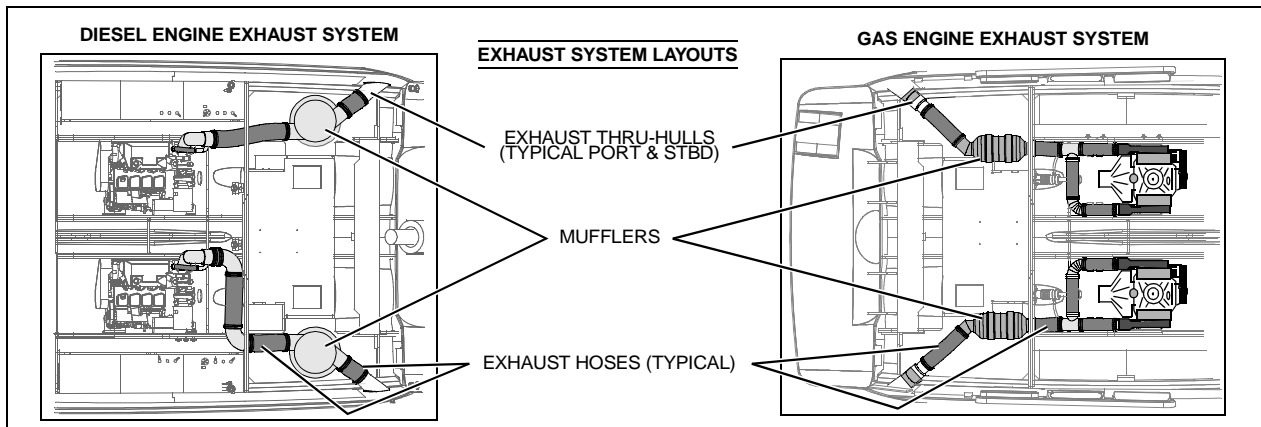 DIESEL ENGINE EXHAUST SYSTEM
EXHAUST SYSTEM LAYOUTS
GAS ENGINE EXHAUST SYSTEM
EXHAUST THRU-HULLS
(TYPICAL PORT & STBD)
MUFFLERS
EXHAUST HOSES (TYPICAL)